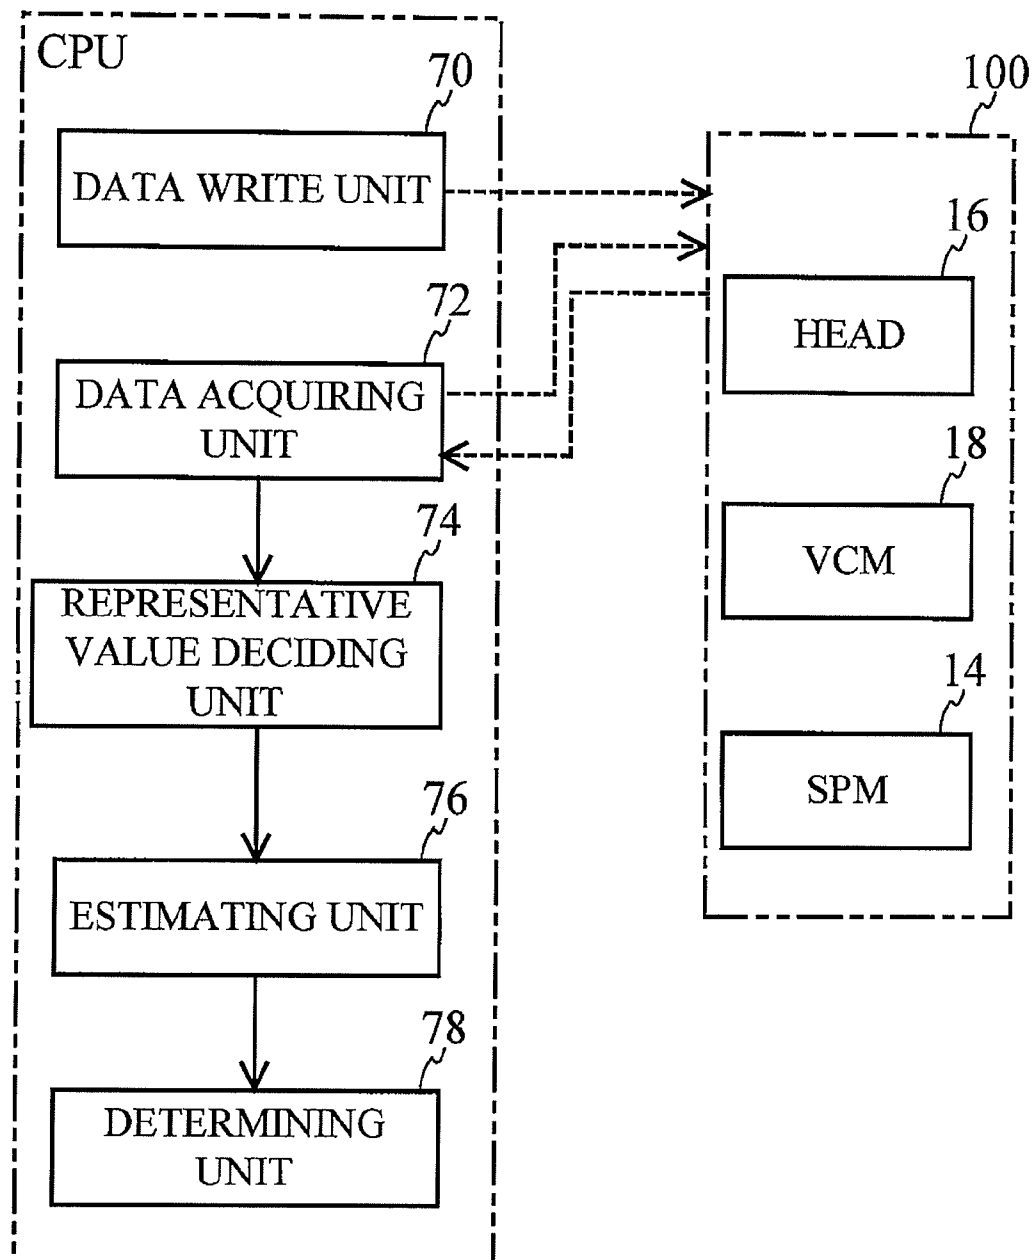 CPU
70
DATA WRITE UNIT
72
DATA ACQUIRING
UNIT
74
REPRESENTATIVE
VALUE DECIDING
UNIT
76
ESTIMATING UNIT
78
DETERMINING
UNIT
100
16
HEAD
18
VCM
14
SPM